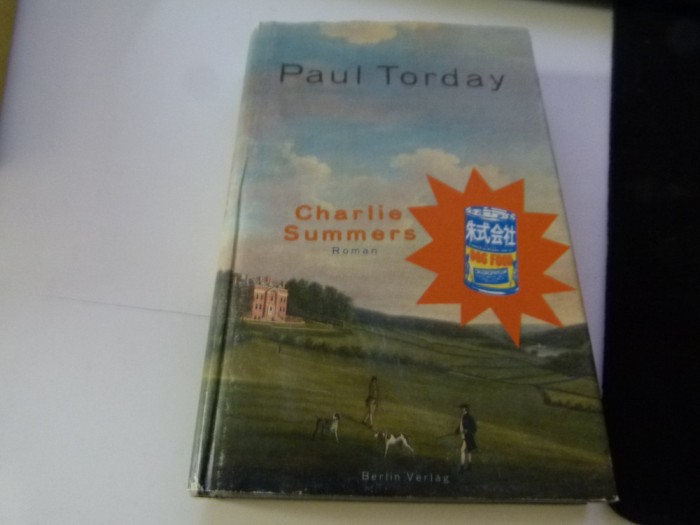 Paul Torday
Charlie
Summers
Roman
株式会社
DOG FOOD
Berlin Verlag